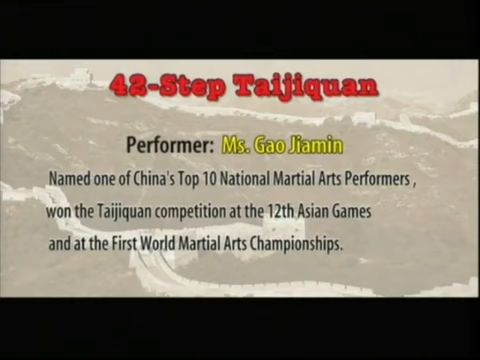 42-Step Taijiquan
Performer: Ms. Gao Jiamin
Named one of China's Top 10 National Martial Arts Performers ,
won the Taijiquan competition at the 12th Asian Games
and at the First World Martial Arts Championships.